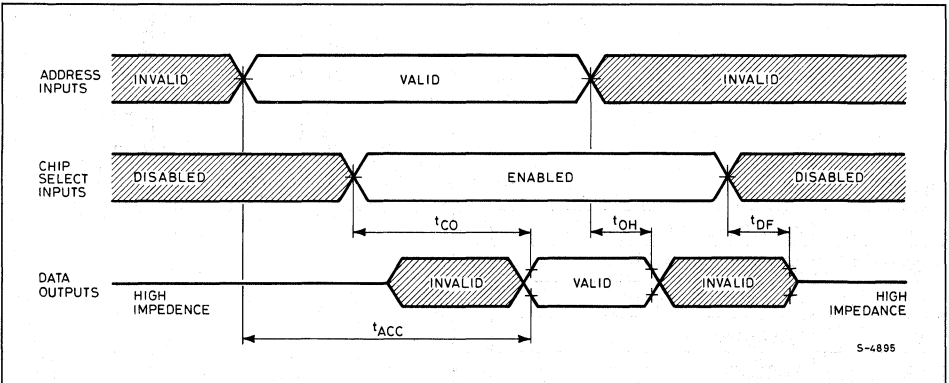 ADDRESS
INPUTS
INVALID
VALID
INVALID
CHIP
SELECT
INPUTS
DISABLED
ENABLED
DISABLED
tCO
tOH
tDF
DATA
OUTPUTS
HIGH
IMPEDENCE
INVALID
VALID
INVALID
HIGH
IMPEDANCE
tACC
S-4895